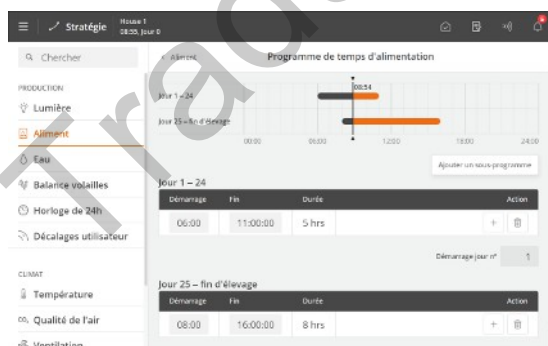 Stratégie
House 1
08:55, Jour 0
Chercher
PRODUCTION
Lumière
Aliment
Eau
Balance volailles
Horloge de 24h
Décalages utilisateur
CLIMAT
Température
Qualité de l'air
Ventilation
< Aliment
Programme de temps d'alimentation
08:54
Jour 1 – 24
Jour 25 – fin d'élevage
00:00 06:00 12:00 18:00 24:00
Ajouter un sous-programme
Jour 1 – 24
Démarrage Fin Durée Action
06:00 11:00:00 5 hrs +
Démarrage jour n° 1
Jour 25 – fin d'élevage
Démarrage Fin Durée Action
08:00 16:00:00 8 hrs +